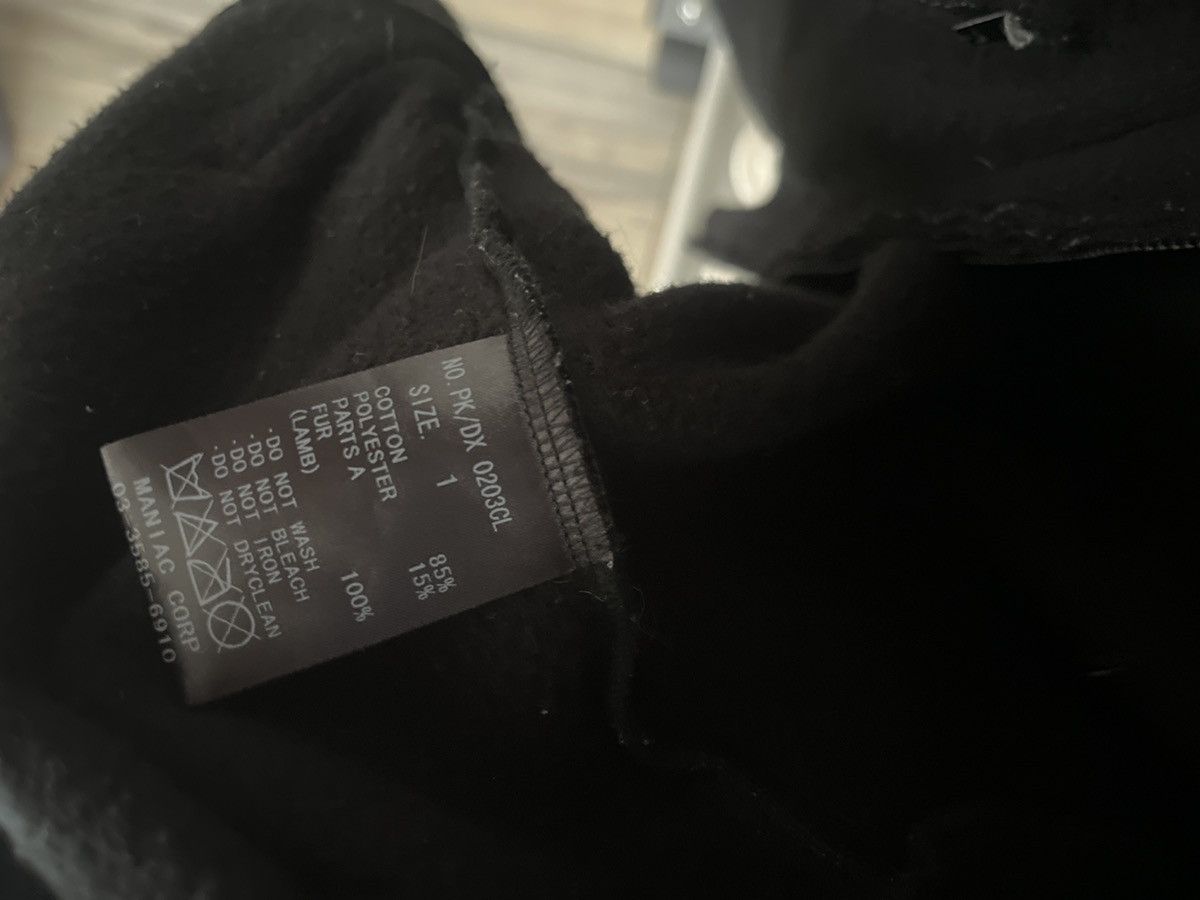 NO. PK/DX 0203CL
SIZE. 1
COTTON 85%
POLYESTER 15%
PARTS A
FUR 100%
(LAMB)
·DO NOT WASH
·DO NOT BLEACH
·DO NOT IRON
·DO NOT DRYCLEAN
MANIAC CORP
03-3585-6910